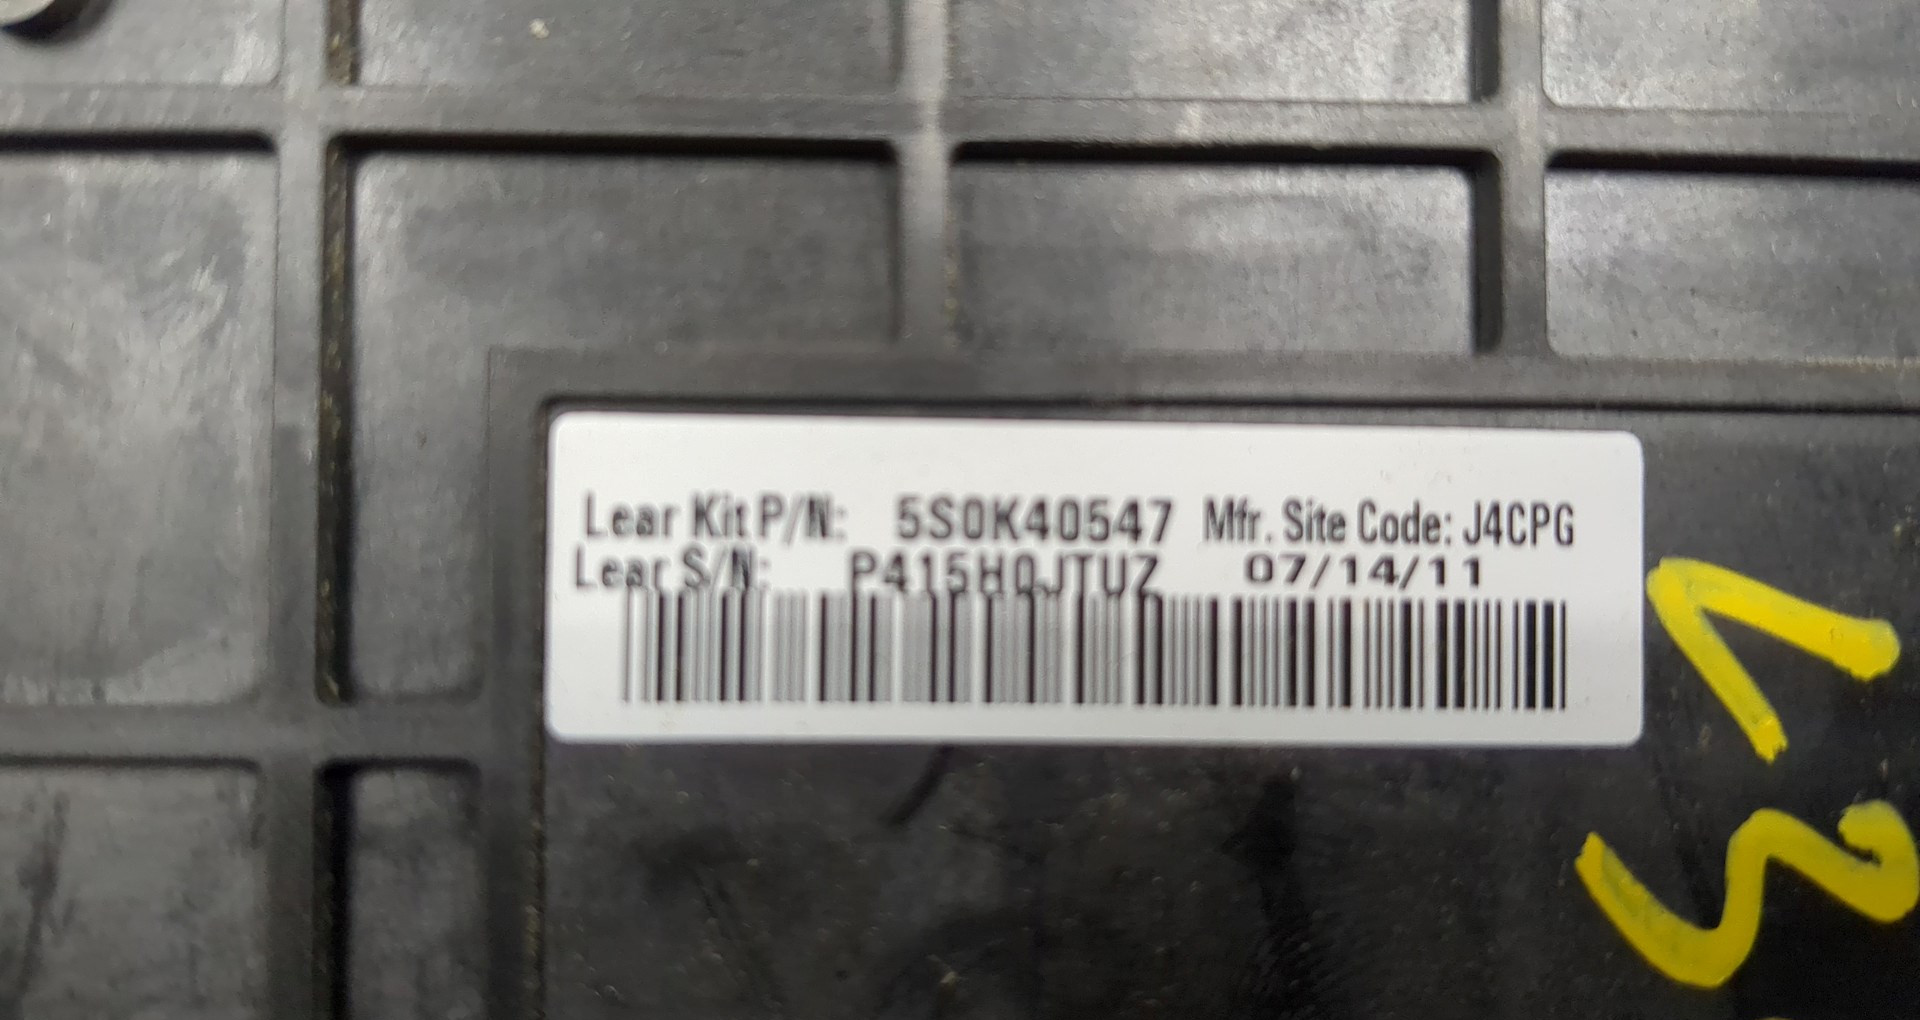 Lear Kit P/N: 5S0K40547 Mfr. Site Code: J4CPG
Lear S/N: P415H0JTUZ 07/14/11